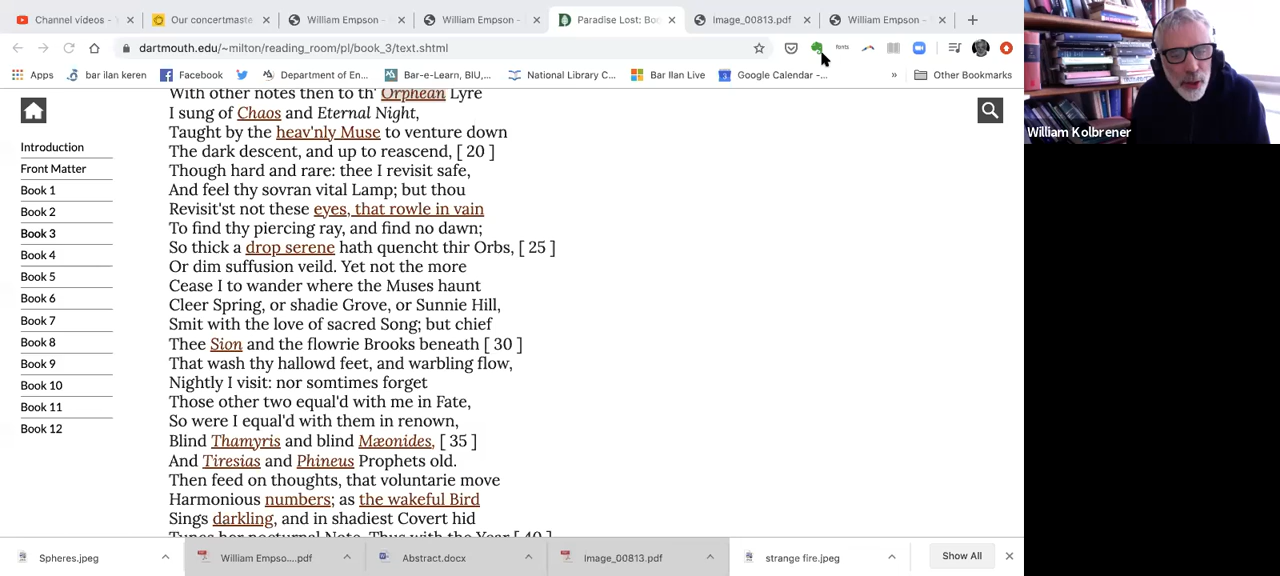 Channel videos - Y
Our concertmaste
William Empson -
William Empson -
Paradise Lost: Boo
Image_00813.pdf
William Empson -
dartmouth.edu/~milton/reading_room/pl/book_3/text.shtml
fonts
Apps
bar ilan keren
Facebook
Department of En...
Bar-e-Learn, BIU,...
National Library C...
Bar Ilan Live
Google Calendar -...
»
Other Bookmarks
Introduction
Front Matter
Book 1
Book 2
Book 3
Book 4
Book 5
Book 6
Book 7
Book 8
Book 9
Book 10
Book 11
Book 12
With other notes then to th' Orphean Lyre
I sung of Chaos and Eternal Night,
Taught by the heav'nly Muse to venture down
The dark descent, and up to reascend, [ 20 ]
Though hard and rare: thee I revisit safe,
And feel thy sovran vital Lamp; but thou
Revisit'st not these eyes, that rowle in vain
To find thy piercing ray, and find no dawn;
So thick a drop serene hath quencht thir Orbs, [ 25 ]
Or dim suffusion veild. Yet not the more
Cease I to wander where the Muses haunt
Cleer Spring, or shadie Grove, or Sunnie Hill,
Smit with the love of sacred Song; but chief
Thee Sion and the flowrie Brooks beneath [ 30 ]
That wash thy hallowd feet, and warbling flow,
Nightly I visit: nor somtimes forget
Those other two equal'd with me in Fate,
So were I equal'd with them in renown,
Blind Thamyris and blind Mæonides, [ 35 ]
And Tiresias and Phineus Prophets old.
Then feed on thoughts, that voluntarie move
Harmonious numbers; as the wakeful Bird
Sings darkling, and in shadiest Covert hid
Tunes her nocturnal Note. Thus with the Year [ 40 ]
William Kolbrener
Spheres.jpeg
William Empso....pdf
Abstract.docx
Image_00813.pdf
strange fire.jpeg
Show All